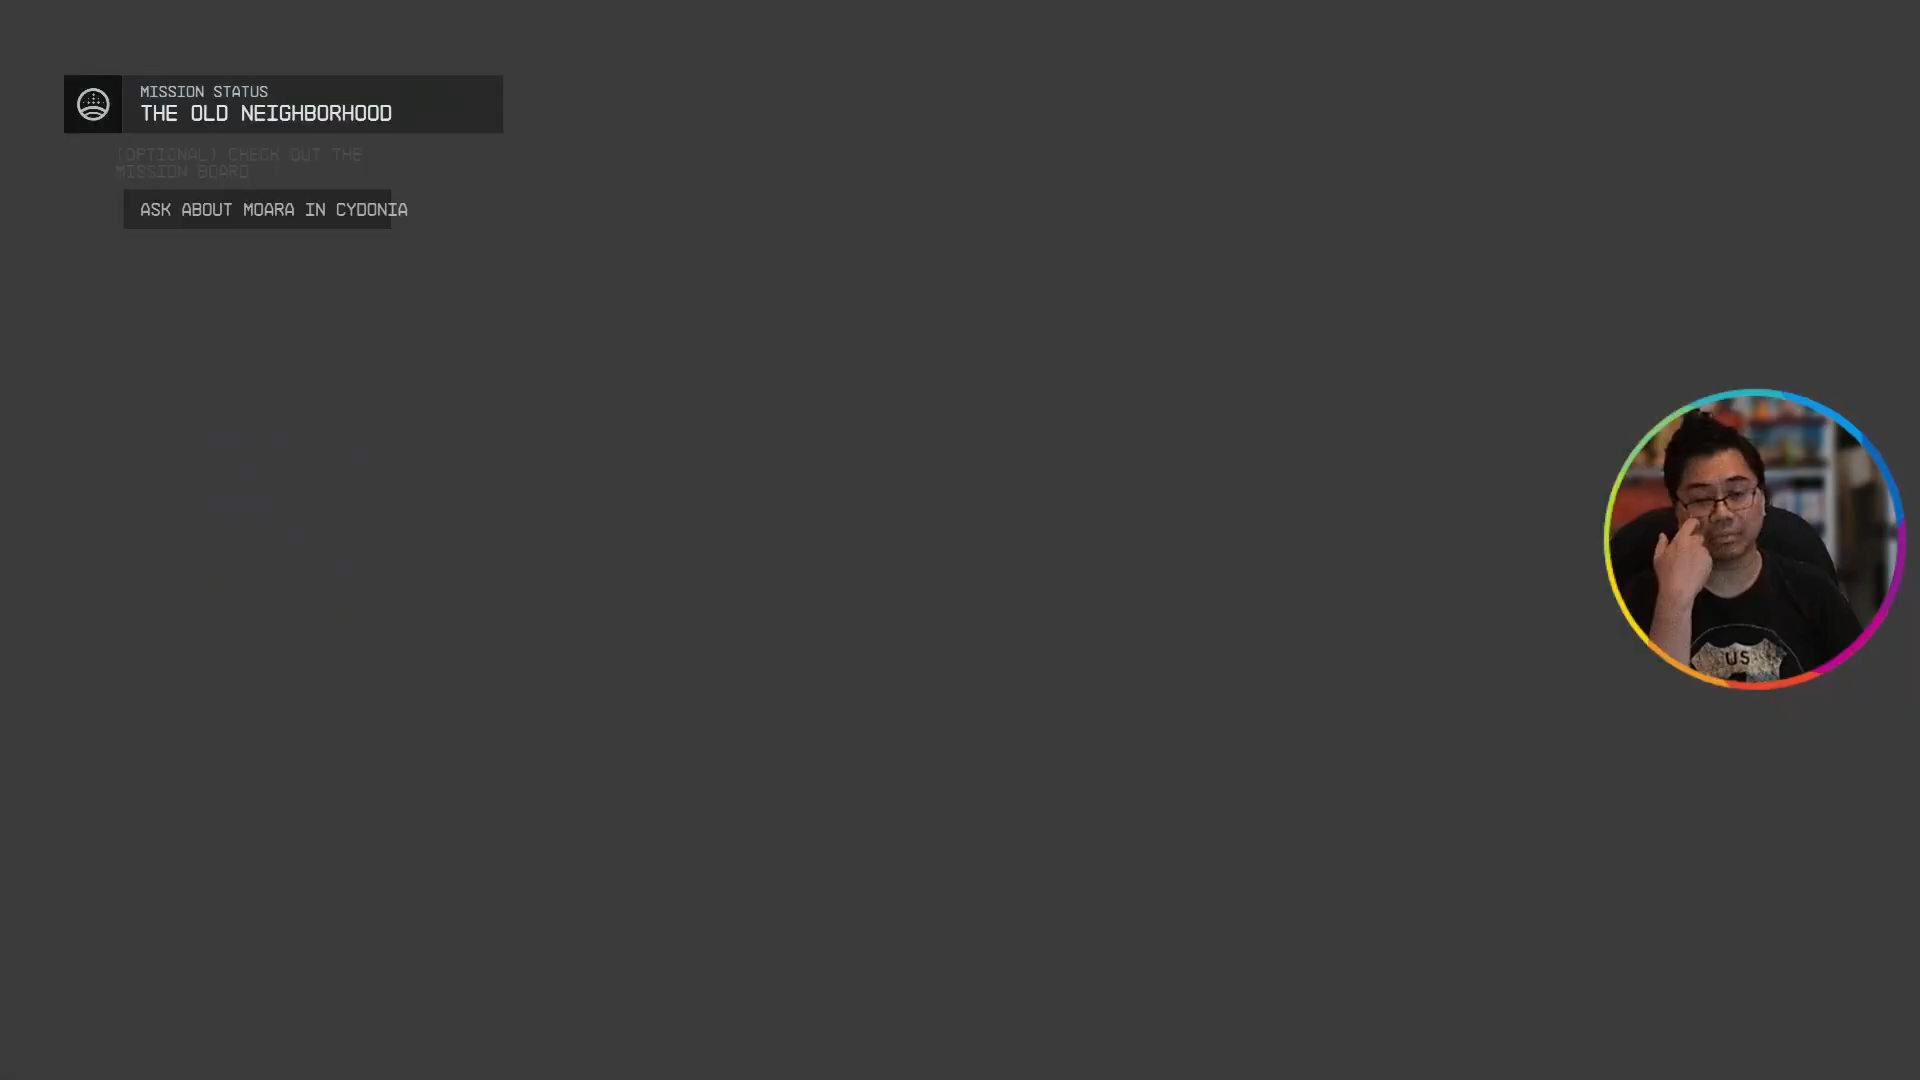 MISSION STATUS
THE OLD NEIGHBORHOOD
(OPTIONAL) CHECK OUT THE
MISSION BOARD
ASK ABOUT MOARA IN CYDONIA
US